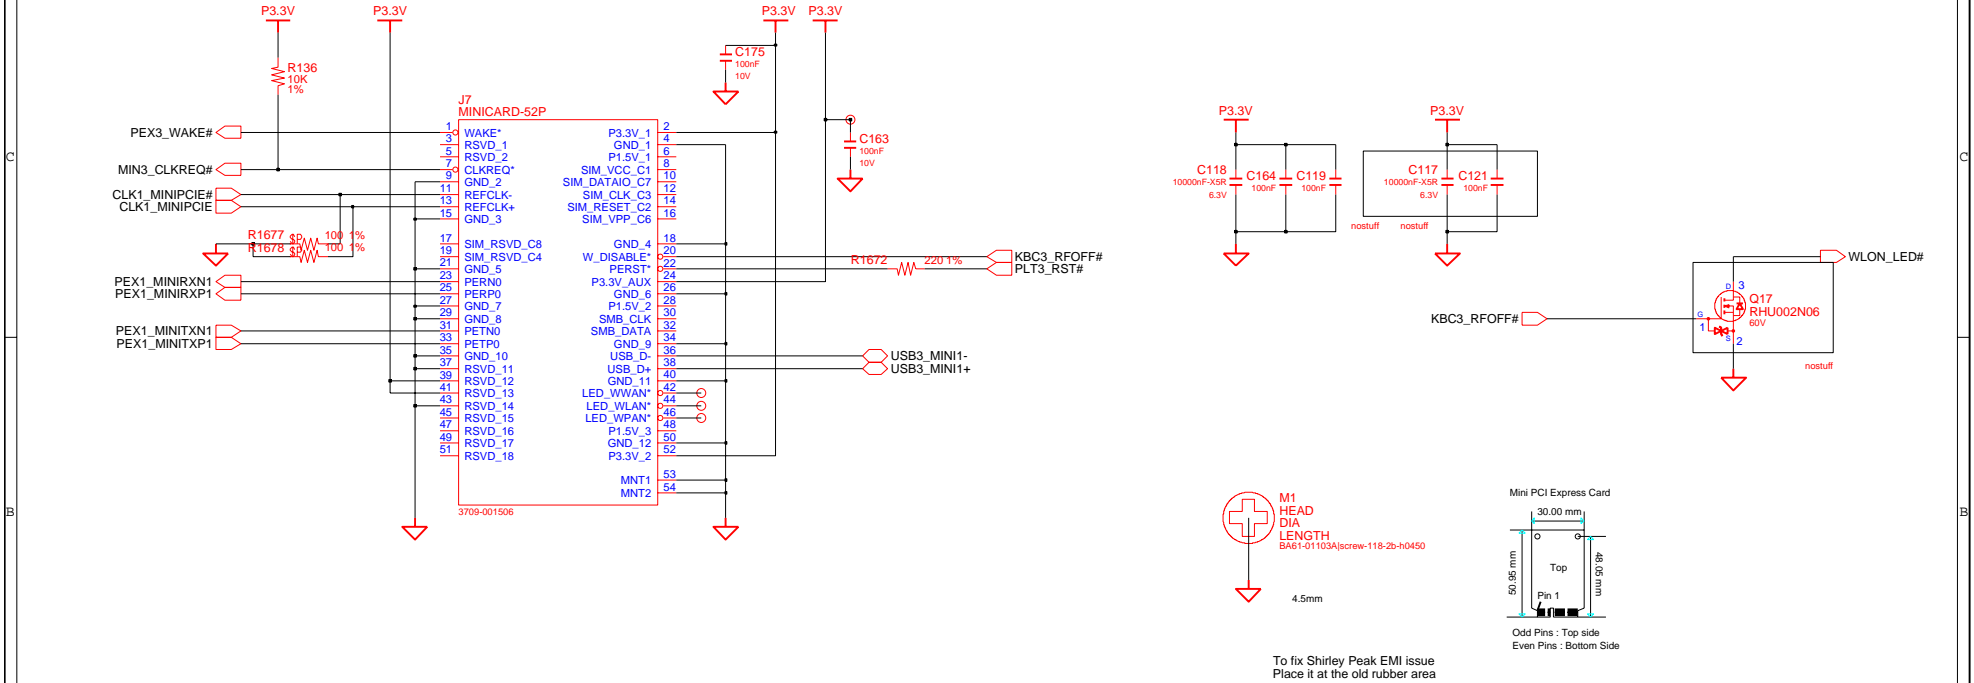 P3.3V
P3.3V
P3.3V
P3.3V
R136
10K
1%
C175
100nF
10V
J7
MINICARD-52P
PEX3_WAKE#
MIN3_CLKREQ#
CLK1_MINIPCIE#
CLK1_MINIPCIE
R1677
$P
100 1%
R1678
$P
100 1%
PEX1_MINIRXN1
PEX1_MINIRXP1
PEX1_MINITXN1
PEX1_MINITXP1
1 WAKE* P3.3V_1 2
3 RSVD_1 GND_1 4
5 RSVD_2 P1.5V_1 6
7 CLKREQ* SIM_VCC_C1 8
9 GND_2 SIM_DATAIO_C7 10
11 REFCLK- SIM_CLK_C3 12
13 REFCLK+ SIM_RESET_C2 14
15 GND_3 SIM_VPP_C6 16
17 SIM_RSVD_C8 GND_4 18
19 SIM_RSVD_C4 W_DISABLE* 20
21 GND_5 PERST* 22
23 PERN0 P3.3V_AUX 24
25 PERP0 GND_6 26
27 GND_7 P1.5V_2 28
29 GND_8 SMB_CLK 30
31 PETN0 SMB_DATA 32
33 PETP0 GND_9 34
35 GND_10 USB_D- 36
37 RSVD_11 USB_D+ 38
39 RSVD_12 GND_11 40
41 RSVD_13 LED_WWAN* 42
43 RSVD_14 LED_WLAN* 44
45 RSVD_15 LED_WPAN* 46
47 RSVD_16 P1.5V_3 48
49 RSVD_17 GND_12 50
51 RSVD_18 P3.3V_2 52
MNT1 53
MNT2 54
3709-001506
C163
100nF
10V
R1672
220 1%
KBC3_RFOFF#
PLT3_RST#
USB3_MINI1-
USB3_MINI1+
P3.3V
C118
10000nF-X5R
6.3V
C164
100nF
C119
100nF
P3.3V
C117
10000nF-X5R
6.3V
C121
100nF
nostuff
nostuff
WLON_LED#
KBC3_RFOFF#
D
3
G
1
S
2
Q17
RHU002N06
60V
nostuff
M1
HEAD
DIA
LENGTH
BA61-01103A|screw-118-2b-h0450
4.5mm
Mini PCI Express Card
30.00 mm
50.95 mm
48.05 mm
Top
Pin 1
Odd Pins : Top side
Even Pins : Bottom Side
To fix Shirley Peak EMI issue
Place it at the old rubber area
C
C
B
B